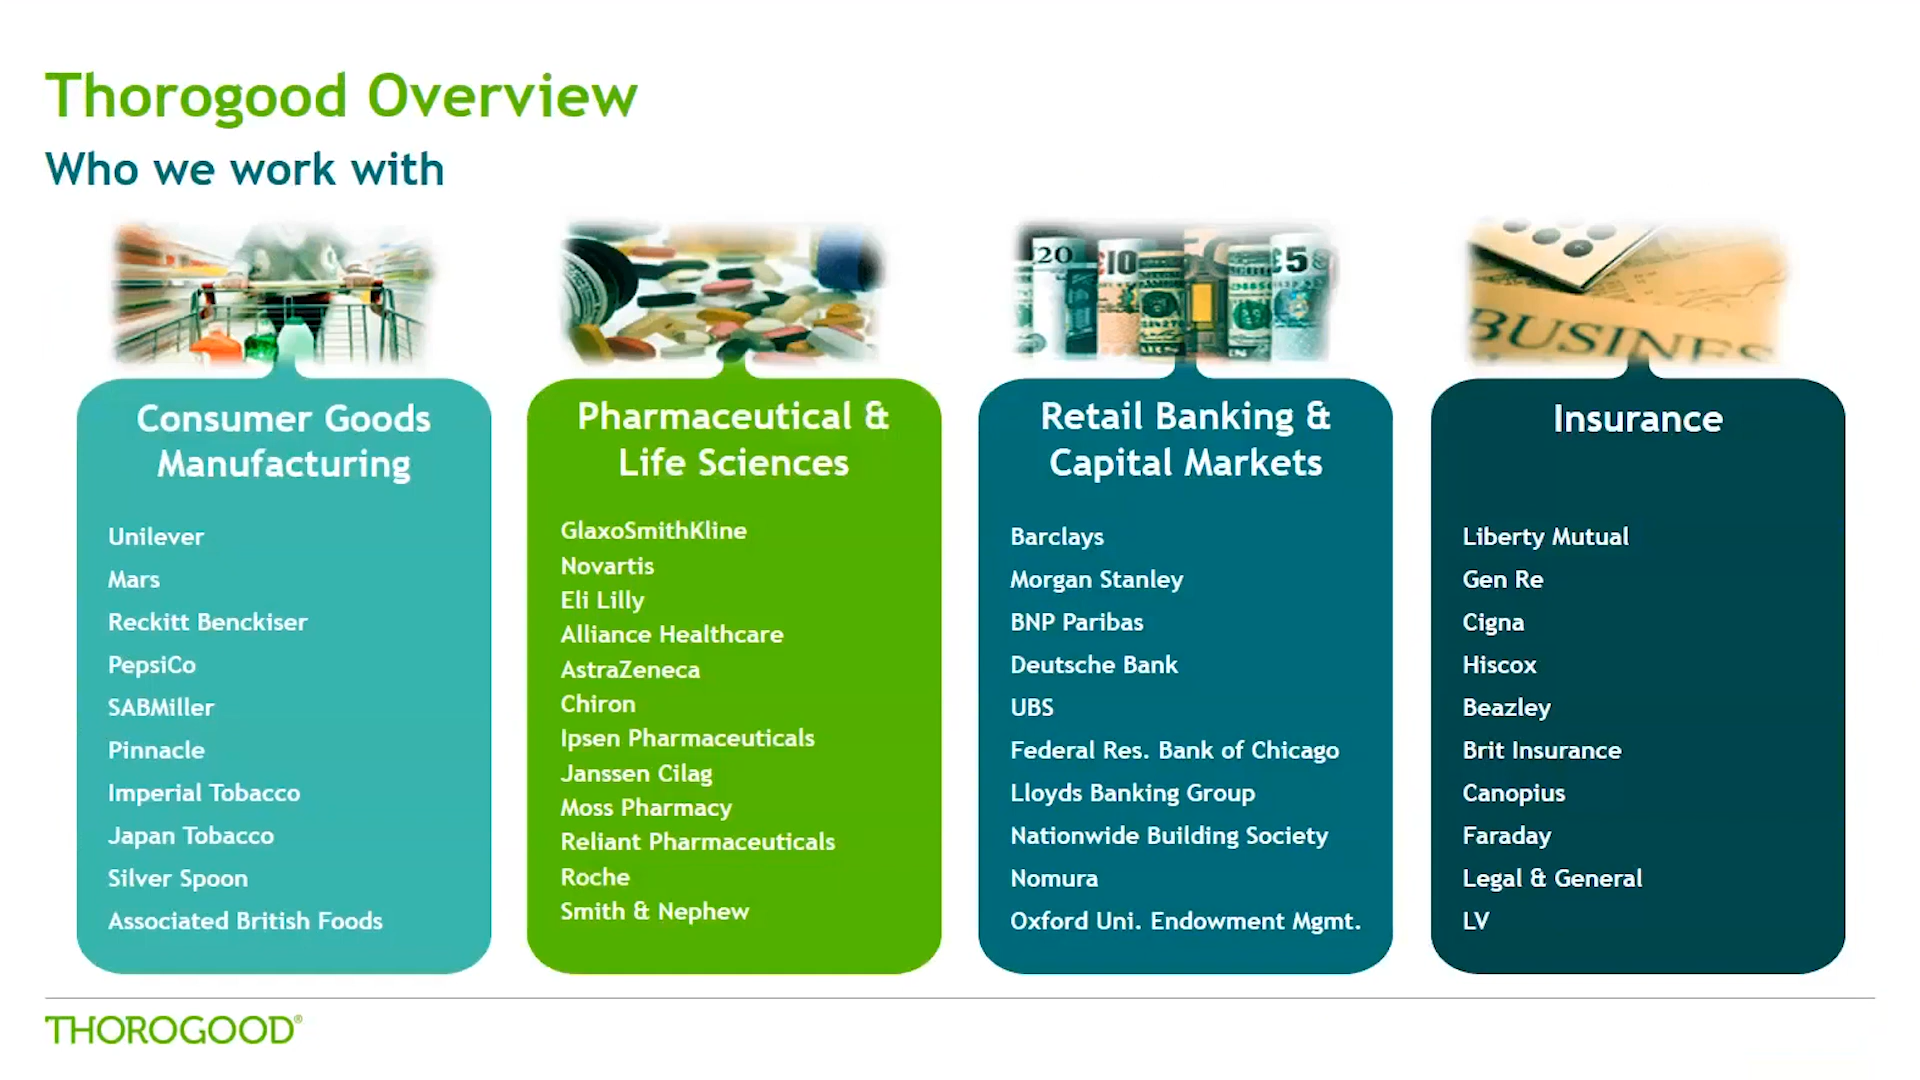 Thorogood Overview
Who we work with
£20
£10
£5
BUSINES
Consumer Goods
Manufacturing
Unilever
Mars
Reckitt Benckiser
PepsiCo
SABMiller
Pinnacle
Imperial Tobacco
Japan Tobacco
Silver Spoon
Associated British Foods
Pharmaceutical &
Life Sciences
GlaxoSmithKline
Novartis
Eli Lilly
Alliance Healthcare
AstraZeneca
Chiron
Ipsen Pharmaceuticals
Janssen Cilag
Moss Pharmacy
Reliant Pharmaceuticals
Roche
Smith & Nephew
Retail Banking &
Capital Markets
Barclays
Morgan Stanley
BNP Paribas
Deutsche Bank
UBS
Federal Res. Bank of Chicago
Lloyds Banking Group
Nationwide Building Society
Nomura
Oxford Uni. Endowment Mgmt.
Insurance
Liberty Mutual
Gen Re
Cigna
Hiscox
Beazley
Brit Insurance
Canopius
Faraday
Legal & General
LV
THOROGOOD®